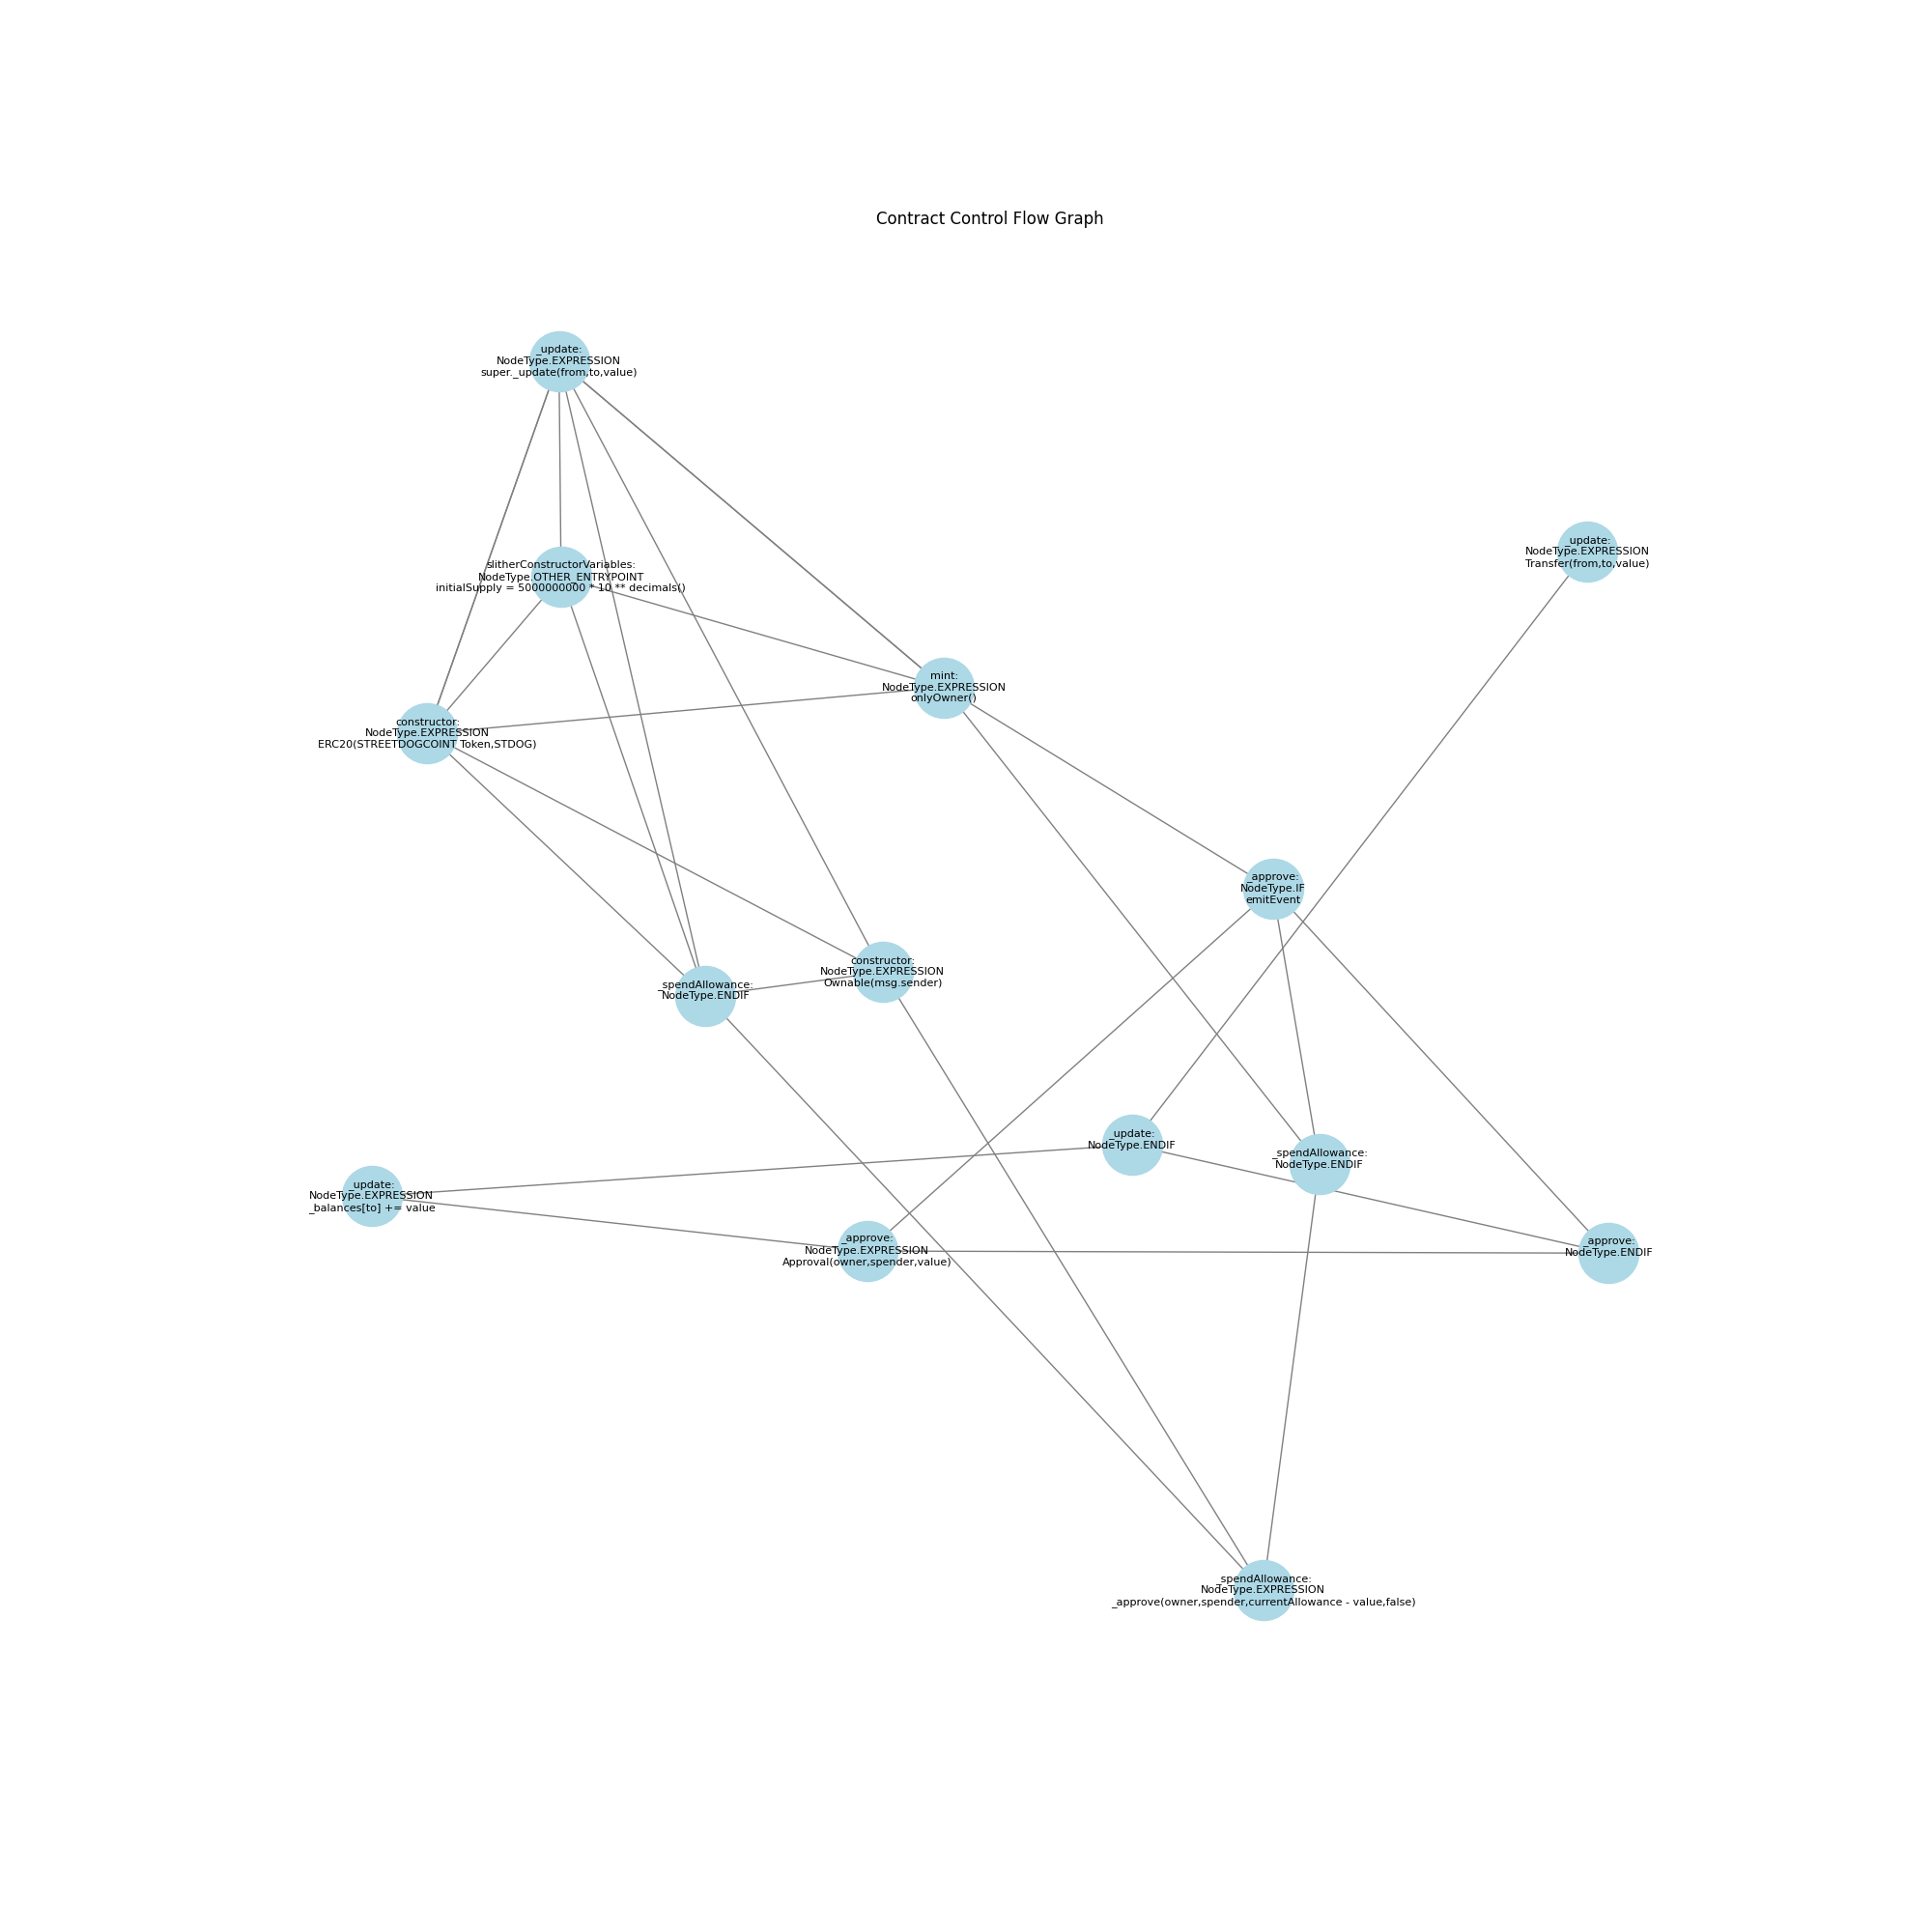 Contract Control Flow Graph
_update:
NodeType.EXPRESSION
super._update(from,to,value)
_update:
NodeType.EXPRESSION
Transfer(from,to,value)
slitherConstructorVariables:
NodeType.OTHER_ENTRYPOINT
initialSupply = 5000000000 * 10 ** decimals()
mint:
NodeType.EXPRESSION
onlyOwner()
constructor:
NodeType.EXPRESSION
ERC20(STREETDOGCOINT Token,STDOG)
_approve:
NodeType.IF
emitEvent
constructor:
NodeType.EXPRESSION
Ownable(msg.sender)
_spendAllowance:
NodeType.ENDIF
_update:
NodeType.ENDIF
_spendAllowance:
NodeType.ENDIF
_update:
NodeType.EXPRESSION
_balances[to] += value
_approve:
NodeType.EXPRESSION
Approval(owner,spender,value)
_approve:
NodeType.ENDIF
_spendAllowance:
NodeType.EXPRESSION
_approve(owner,spender,currentAllowance - value,false)